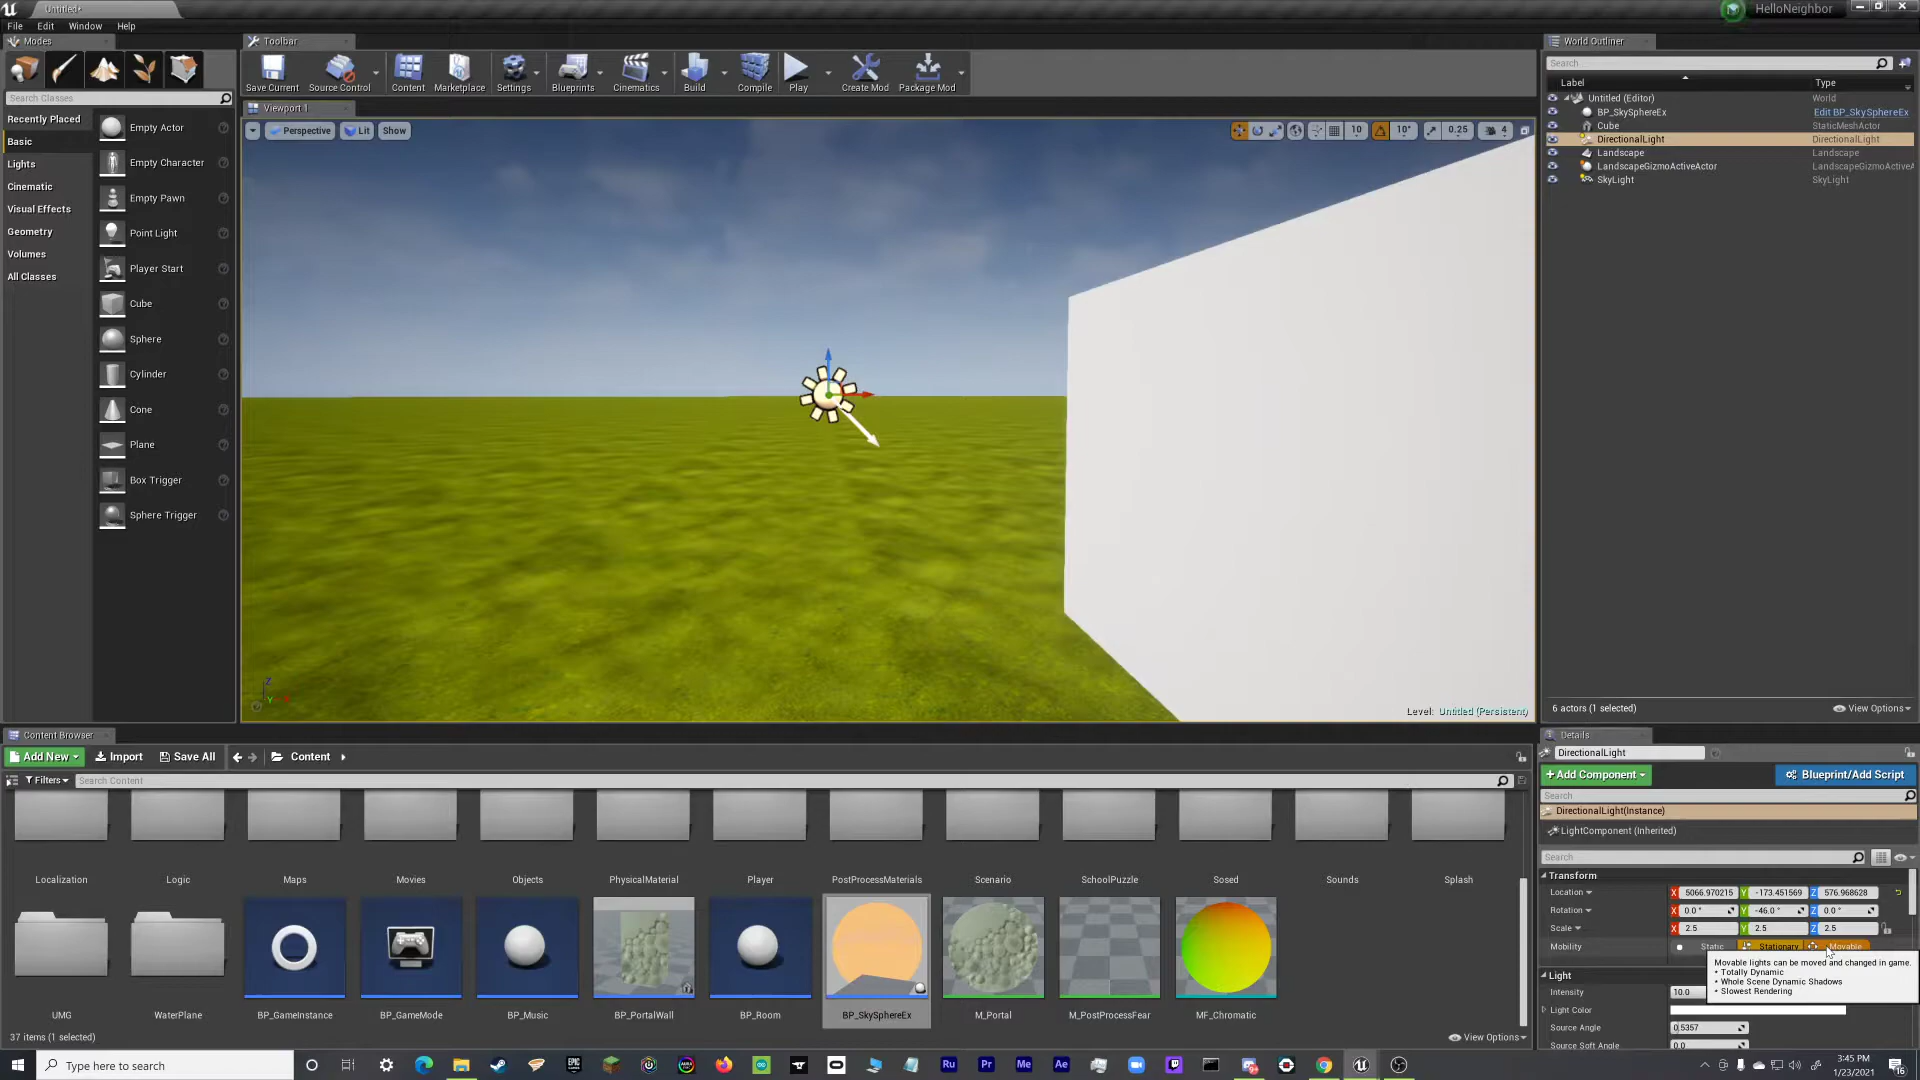 Untitled*
HelloNeighbor
File Edit Window Help
Modes
Toolbar
World Outliner
Save Current
Source Control
Content
Marketplace
Settings
Blueprints
Cinematics
Build
Compile
Play
Create Mod
Package Mod
Search Classes
Viewport 1
Perspective
Lit
Show
10
10°
0.25
4
Recently Placed
Basic
Lights
Cinematic
Visual Effects
Geometry
Volumes
All Classes
Empty Actor
Empty Character
Empty Pawn
Point Light
Player Start
Cube
Sphere
Cylinder
Cone
Plane
Box Trigger
Sphere Trigger
Level: Untitled (Persistent)
Search
Label Type
Untitled (Editor) World
BP_SkySphereEx Edit BP_SkySphereEx
Cube StaticMeshActor
DirectionalLight DirectionalLight
Landscape Landscape
LandscapeGizmoActiveActor LandscapeGizmoActiveA
SkyLight SkyLight
6 actors (1 selected)
View Options
Content Browser
Add New
Import
Save All
Content
Filters
Search Content
Localization
Logic
Maps
Movies
Objects
PhysicalMaterial
Player
PostProcessMaterials
Scenario
SchoolPuzzle
Sosed
Sounds
Splash
UMG
WaterPlane
BP_GameInstance
BP_GameMode
BP_Music
BP_PortalWall
BP_Room
BP_SkySphereEx
M_Portal
M_PostProcessFear
MF_Chromatic
37 items (1 selected)
View Options
Details
DirectionalLight
+Add Component
Blueprint/Add Script
Search
DirectionalLight(Instance)
LightComponent (Inherited)
Search
Transform
Location X 5066.970215 Y -173.451569 Z 576.968628
Rotation X 0.0° Y -46.0° Z 0.0°
Scale X 2.5 Y 2.5 Z 2.5
Mobility Static Stationary Movable
Movable lights can be moved and changed in game.
• Totally Dynamic
• Whole Scene Dynamic Shadows
• Slowest Rendering
Light
Intensity 10.0
Light Color
Source Angle 0.5357
Source Soft Angle 0.0
Type here to search
EPIC GAMES
Ru
Pr
Me
Ae
3:45 PM
1/23/2021
16